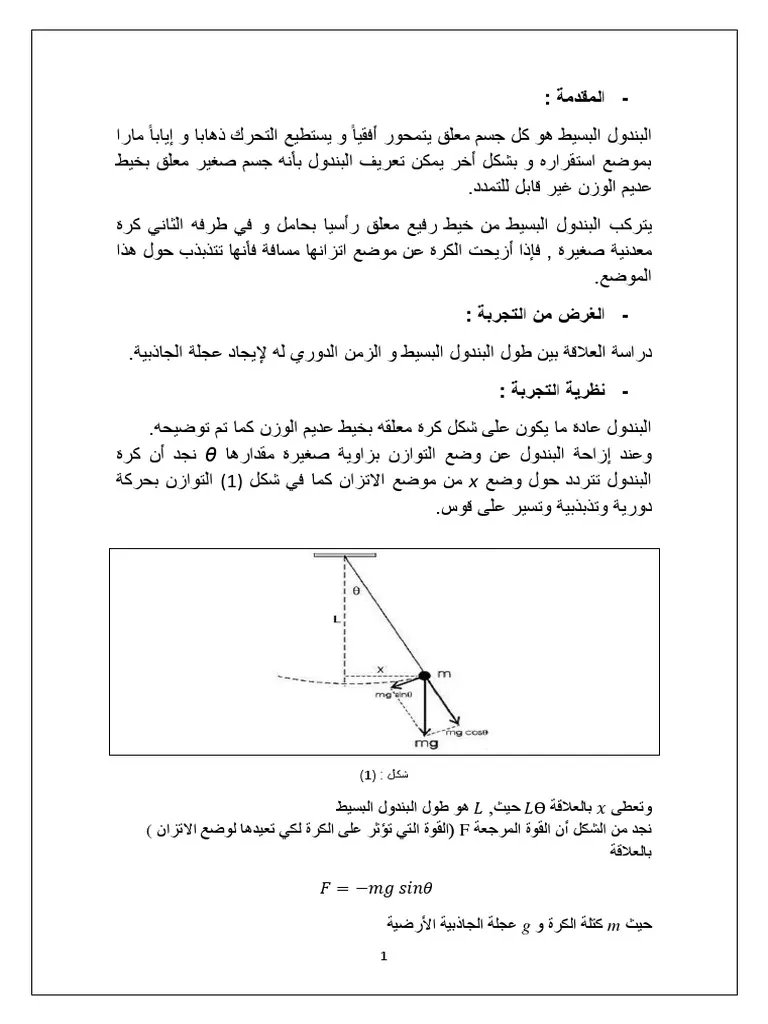 - المقدمة :
البندول البسيط هو كل جسم معلق يتمحور أفقياً و يستطيع التحرك ذهابا و إياباً مارا
بموضع استقراره و بشكل أخر يمكن تعريف البندول بأنه جسم صغير معلق بخيط
عديم الوزن غير قابل للتمدد.
يتركب البندول البسيط من خيط رفيع معلق رأسيا بحامل و في طرفه الثاني كرة
معدنية صغيرة , فإذا أزيحت الكرة عن موضع اتزانها مسافة فأنها تتذبذب حول هذا
الموضع.
- الغرض من التجربة :
دراسة العلاقة بين طول البندول البسيط و الزمن الدوري له لإيجاد عجلة الجاذبية.
- نظرية التجربة :
البندول عادة ما يكون على شكل كرة معلقه بخيط عديم الوزن كما تم توضيحه.
وعند إزاحة البندول عن وضع التوازن بزاوية صغيرة مقدارها θ نجد أن كرة
البندول تتردد حول وضع x من موضع الاتزان كما في شكل (1) التوازن بحركة
دورية وتذبذبية وتسير على قوس.
θ
L
x
m
mg sinθ
mg cosθ
mg
شكل : (1)
وتعطى x بالعلاقة LƟ حيث, L هو طول البندول البسيط
نجد من الشكل أن القوة المرجعة F (القوة التي تؤثر على الكرة لكي تعيدها لوضع الاتزان )
بالعلاقة
F = −mg sinθ
حيث m كتلة الكرة و g عجلة الجاذبية الأرضية
1